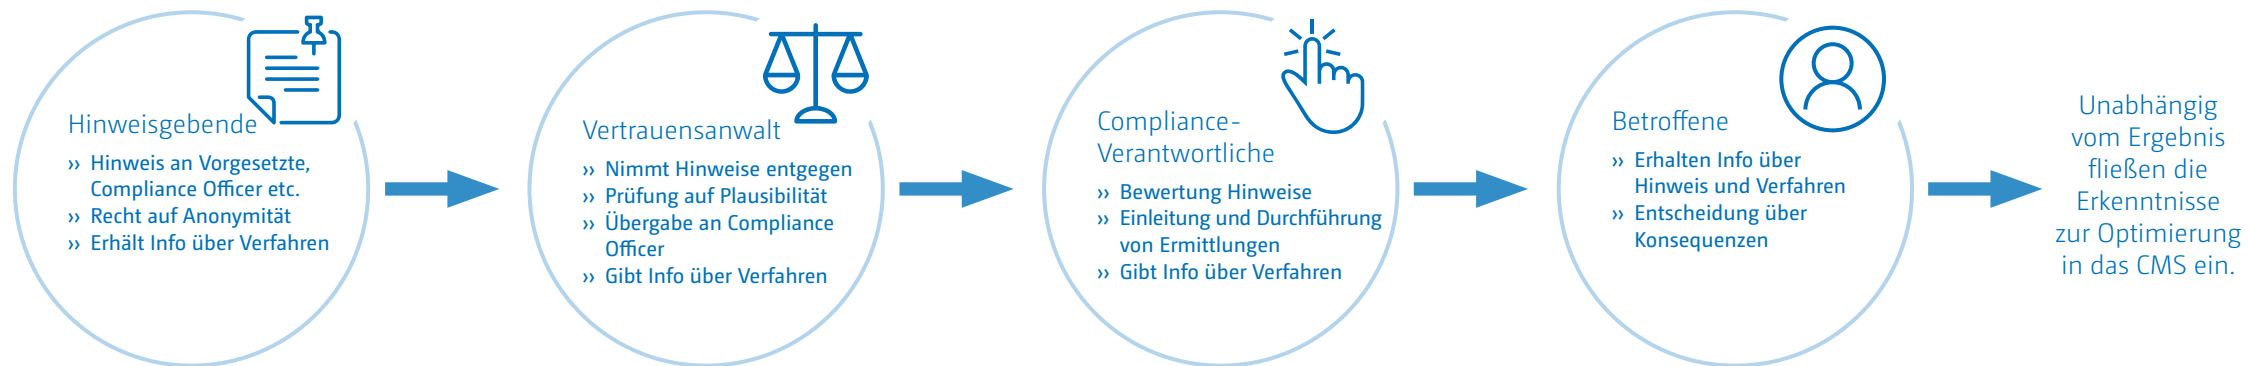 Hinweisgebende
›› Hinweis an Vorgesetzte,
Compliance Officer etc.
›› Recht auf Anonymität
›› Erhält Info über Verfahren
Vertrauensanwalt
›› Nimmt Hinweise entgegen
›› Prüfung auf Plausibilität
›› Übergabe an Compliance
Officer
›› Gibt Info über Verfahren
Compliance-
Verantwortliche
›› Bewertung Hinweise
›› Einleitung und Durchführung
von Ermittlungen
›› Gibt Info über Verfahren
Betroffene
›› Erhalten Info über
Hinweis und Verfahren
›› Entscheidung über
Konsequenzen
Unabhängig
vom Ergebnis
fließen die
Erkenntnisse
zur Optimierung
in das CMS ein.